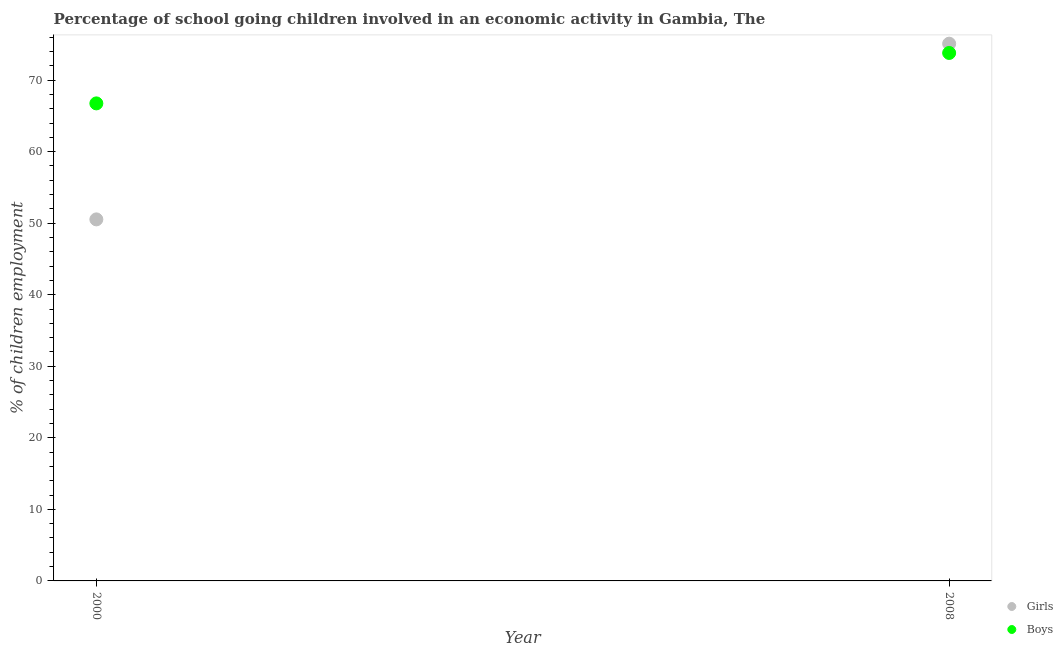 Percentage of school going children involved in an economic activity in Gambia, The
% of children employment
70
60
50
40
30
20
10
0
2000
2008
Year
Girls
Boys